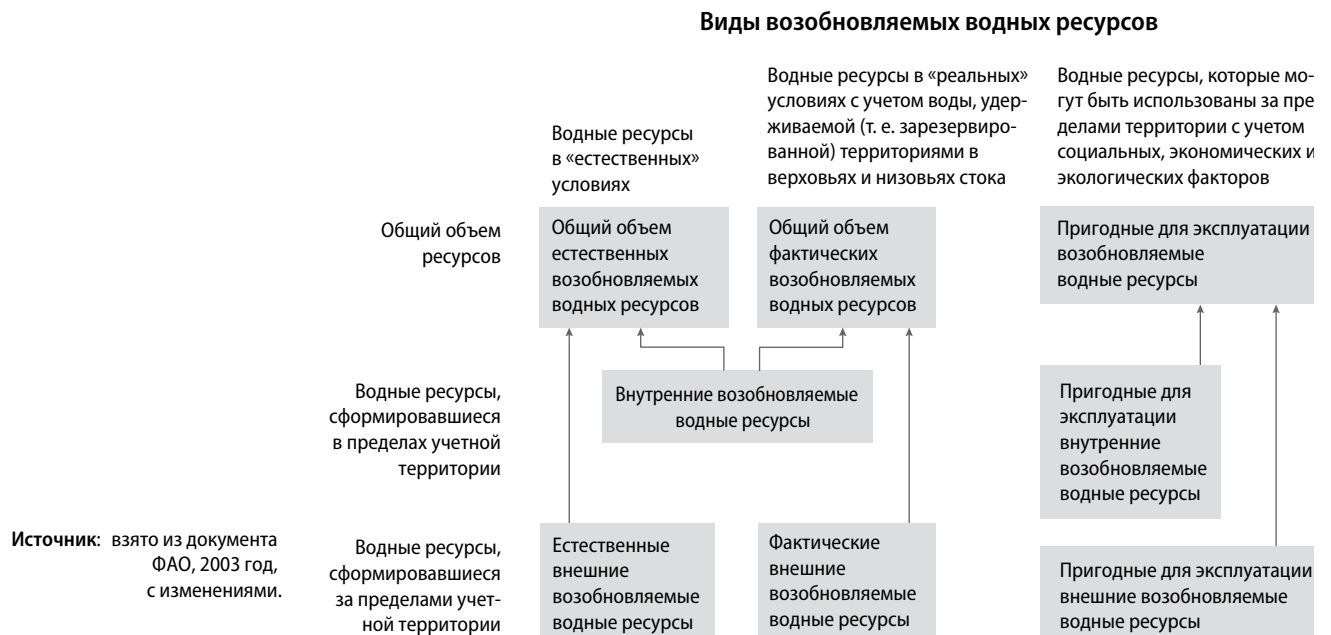 Виды возобновляемых водных ресурсов
Водные ресурсы
в «естественных»
условиях
Водные ресурсы в «реальных»
условиях с учетом воды, удер-
живаемой (т. е. зарезервиро-
ванной) территориями в
верховьях и низовьях стока
Водные ресурсы, которые мо-
гут быть использованы за пре
делами территории с учетом
социальных, экономических и
экологических факторов
Общий объем
ресурсов
Общий объем
естественных
возобновляемых
водных ресурсов
Общий объем
фактических
возобновляемых
водных ресурсов
Пригодные для эксплуатации
возобновляемые
водные ресурсы
Водные ресурсы,
сформировавшиеся
в пределах учетной
территории
Внутренние возобновляемые
водные ресурсы
Пригодные для
эксплуатации
внутренние
возобновляемые
водные ресурсы
Источник: взято из документа
ФАО, 2003 год,
с изменениями.
Водные ресурсы,
сформировавшиеся
за пределами учет-
ной территории
Естественные
внешние
возобновляемые
водные ресурсы
Фактические
внешние
возобновляемые
водные ресурсы
Пригодные для эксплуатации
внешние возобновляемые
водные ресурсы